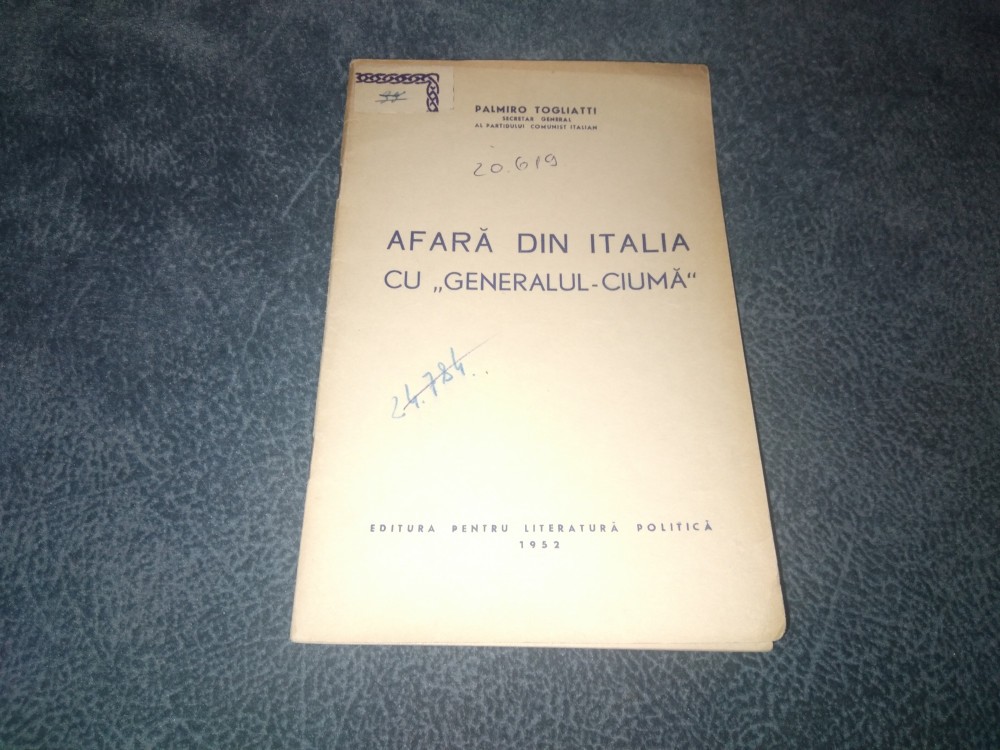 PALMIRO TOGLIATTI
SECRETAR GENERAL
AL PARTIDULUI COMUNIST ITALIAN
20.619
AFARĂ DIN ITALIA
CU „GENERALUL-CIUMĂ“
24.784
EDITURA PENTRU LITERATURĂ POLITICĂ
1952